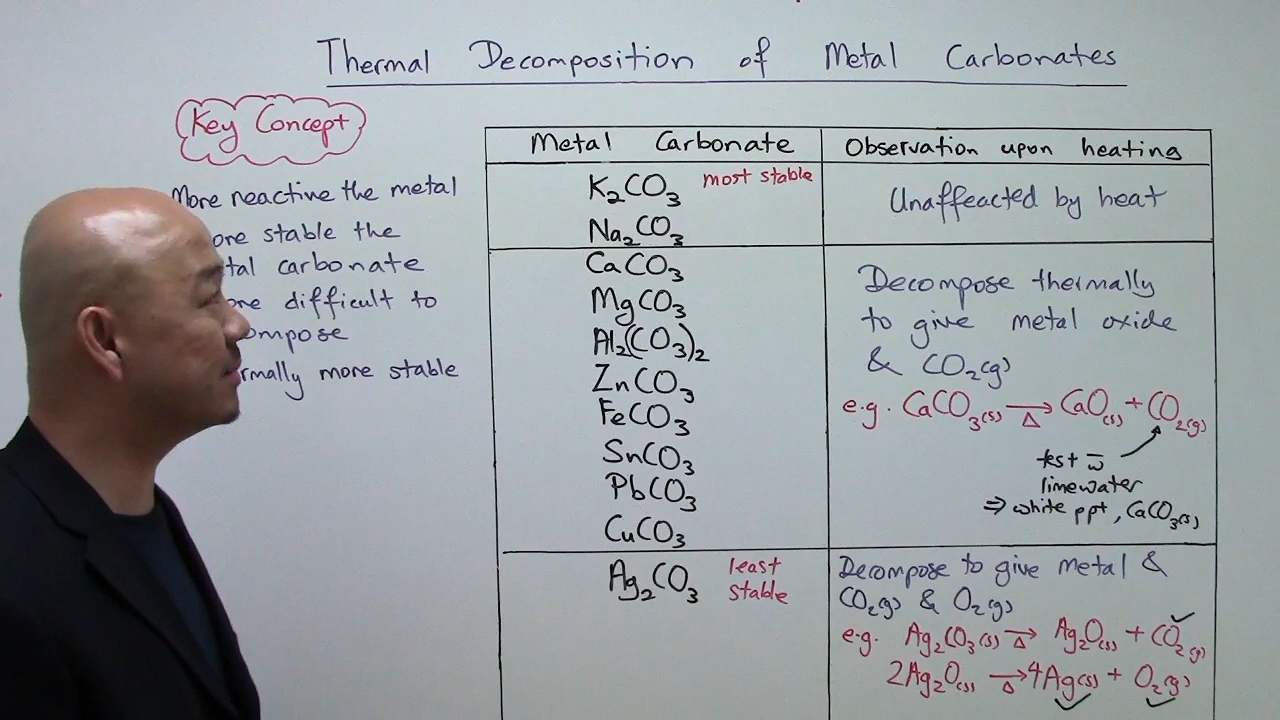 Thermal Decomposition of Metal Carbonates
Key Concept
More reactive the metal
stable the
carbonate
difficult to
more stable
Metal Carbonate
Observation upon heating
K₂CO₃ most stable
Na₂CO₃
Unaffeacted by heat
CaCO₃
MgCO₃
Al₂(CO₃)₂
ZnCO₃
FeCO₃
SnCO₃
PbCO₃
CuCO₃
Decompose thermally
to give metal oxide
& CO₂(g)
e.g. CaCO₃(s) →Δ CaO(s) + CO₂(g)
test w̅
limewater
⇒ white ppt, CaCO₃(s)
Ag₂CO₃ least
stable
Decompose to give metal &
CO₂(g) & O₂(g)
e.g. Ag₂CO₃(s) →Δ Ag₂O(s) + CO₂(g)
2Ag₂O(s) →Δ 4Ag(s) + O₂(g)